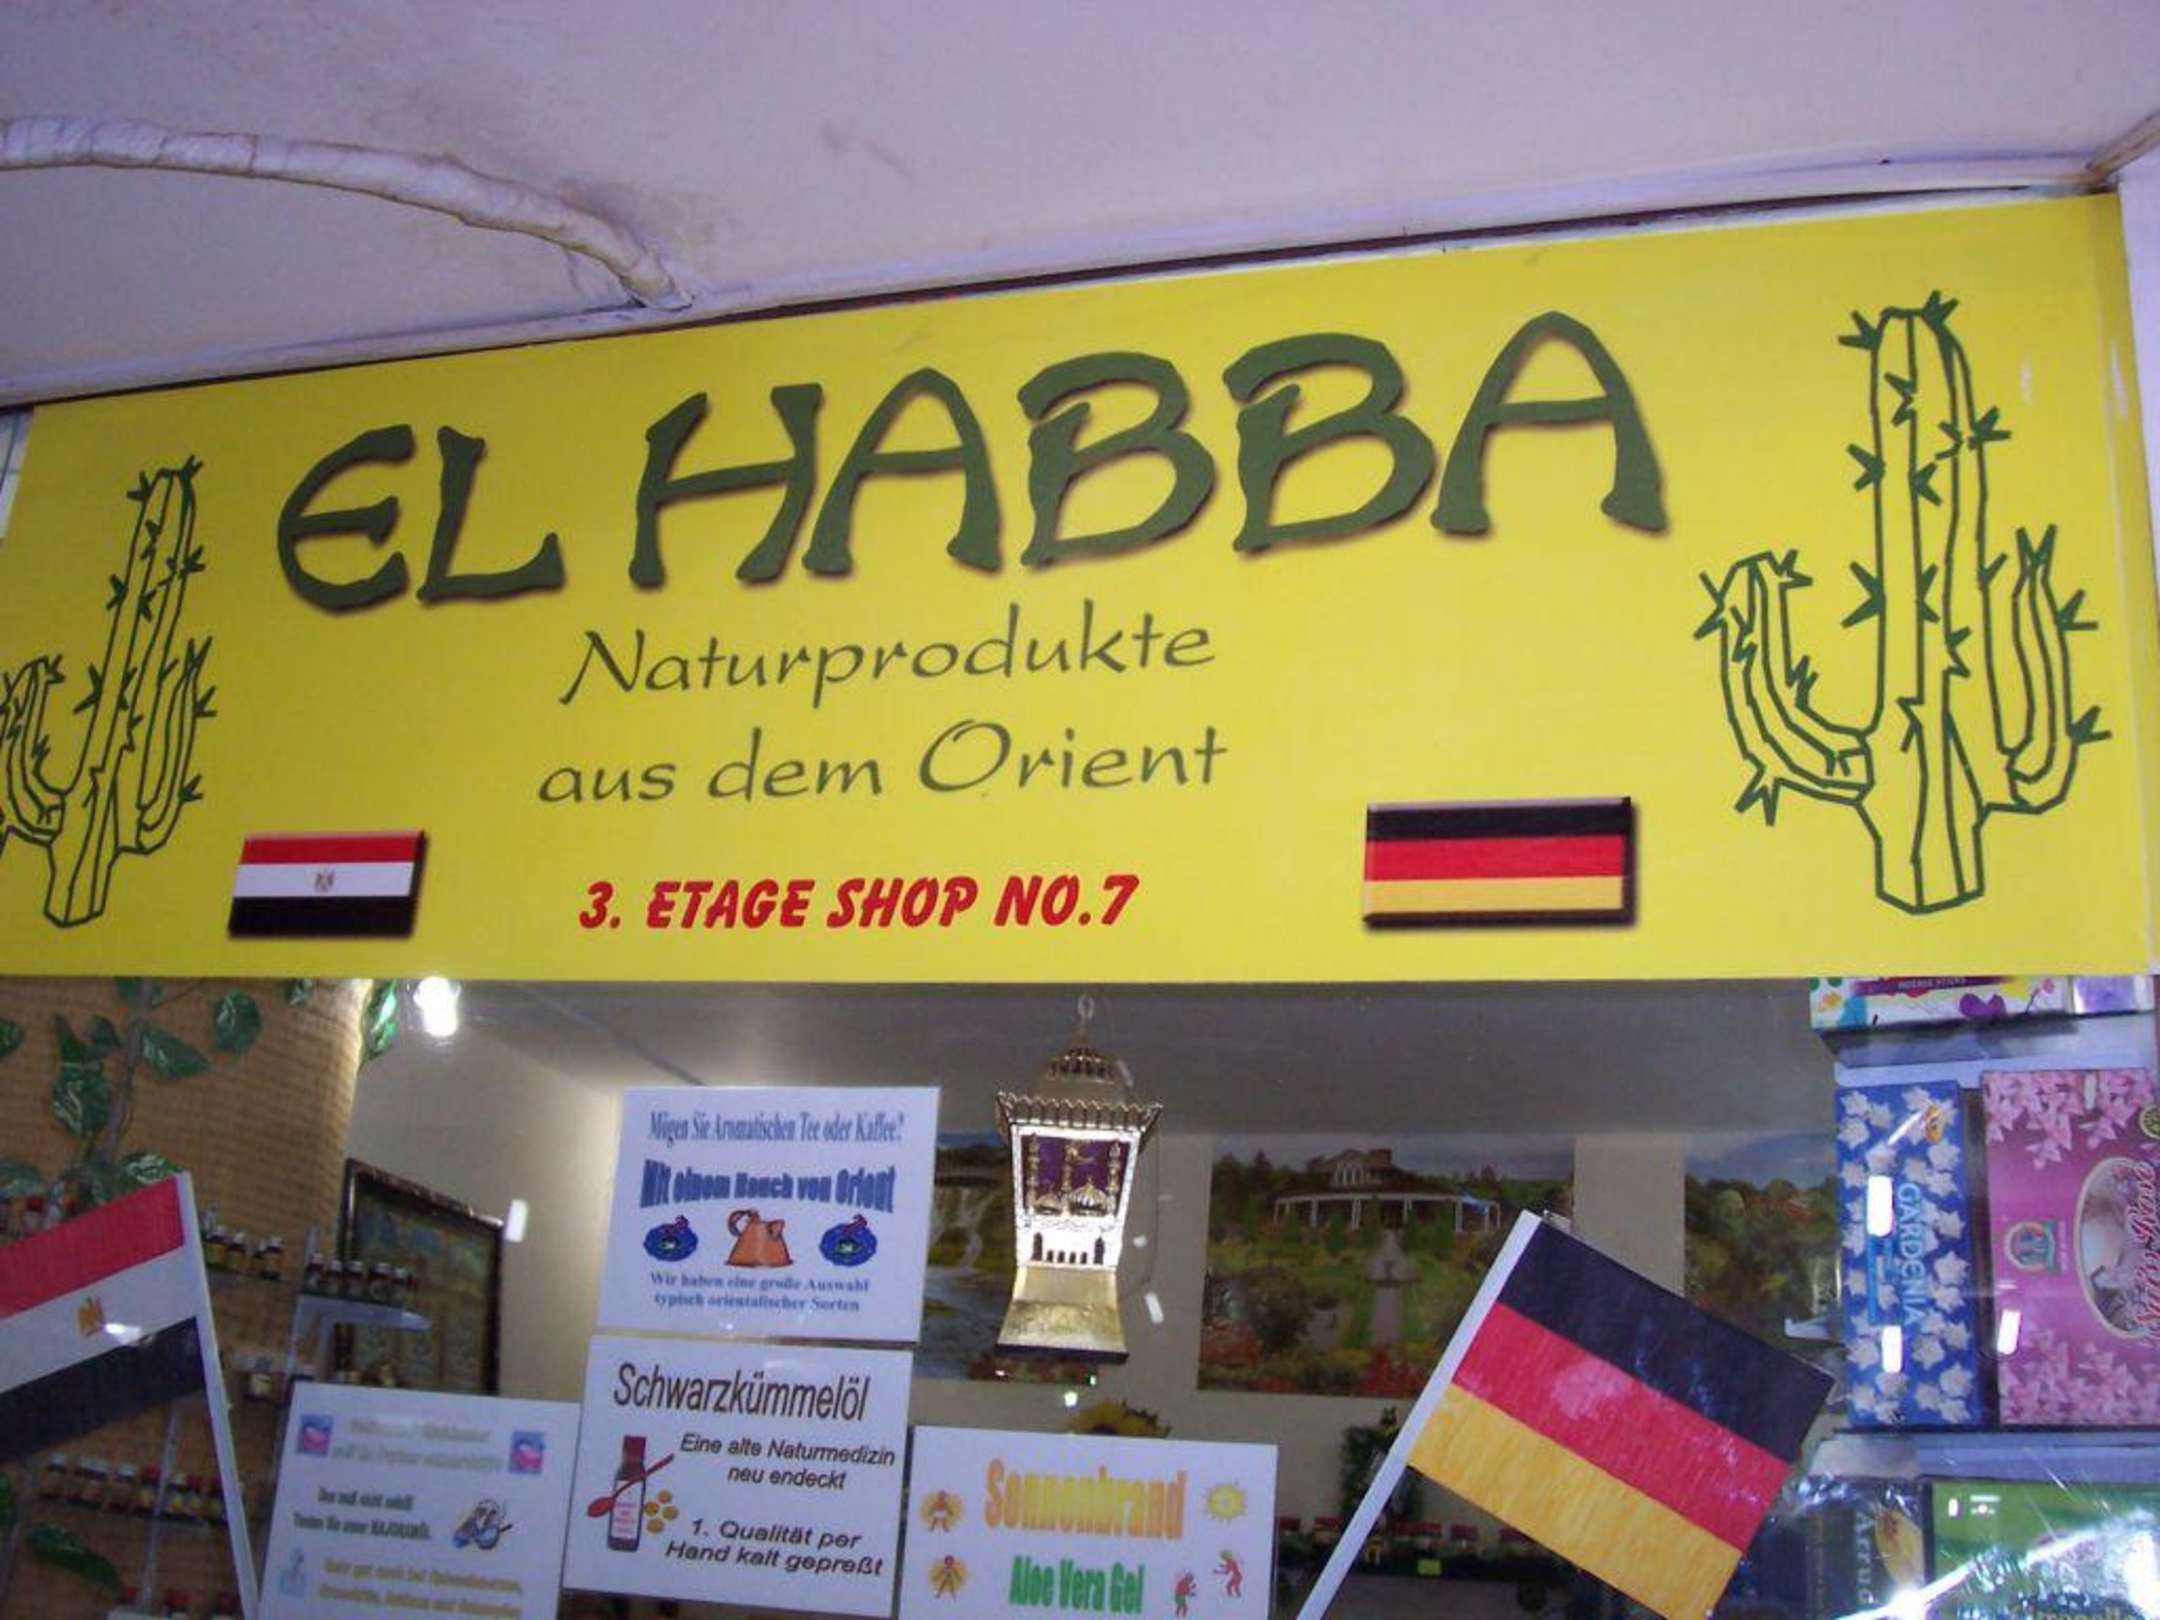 EL HABBA
Naturprodukte
aus dem Orient
3. ETAGE SHOP NO.7
Mögen Sie Aromatischen Tee oder Kaffee?
Mit einem Hauch von Orient
Wir haben eine große Auswahl
typisch orientalischer Sorten
Schwarzkümmelöl
Eine alte Naturmedizin
neu endeckt
1. Qualität per
Hand kalt gepreßt
Sonnenbrand
Aloe Vera Gel
GARDENIA